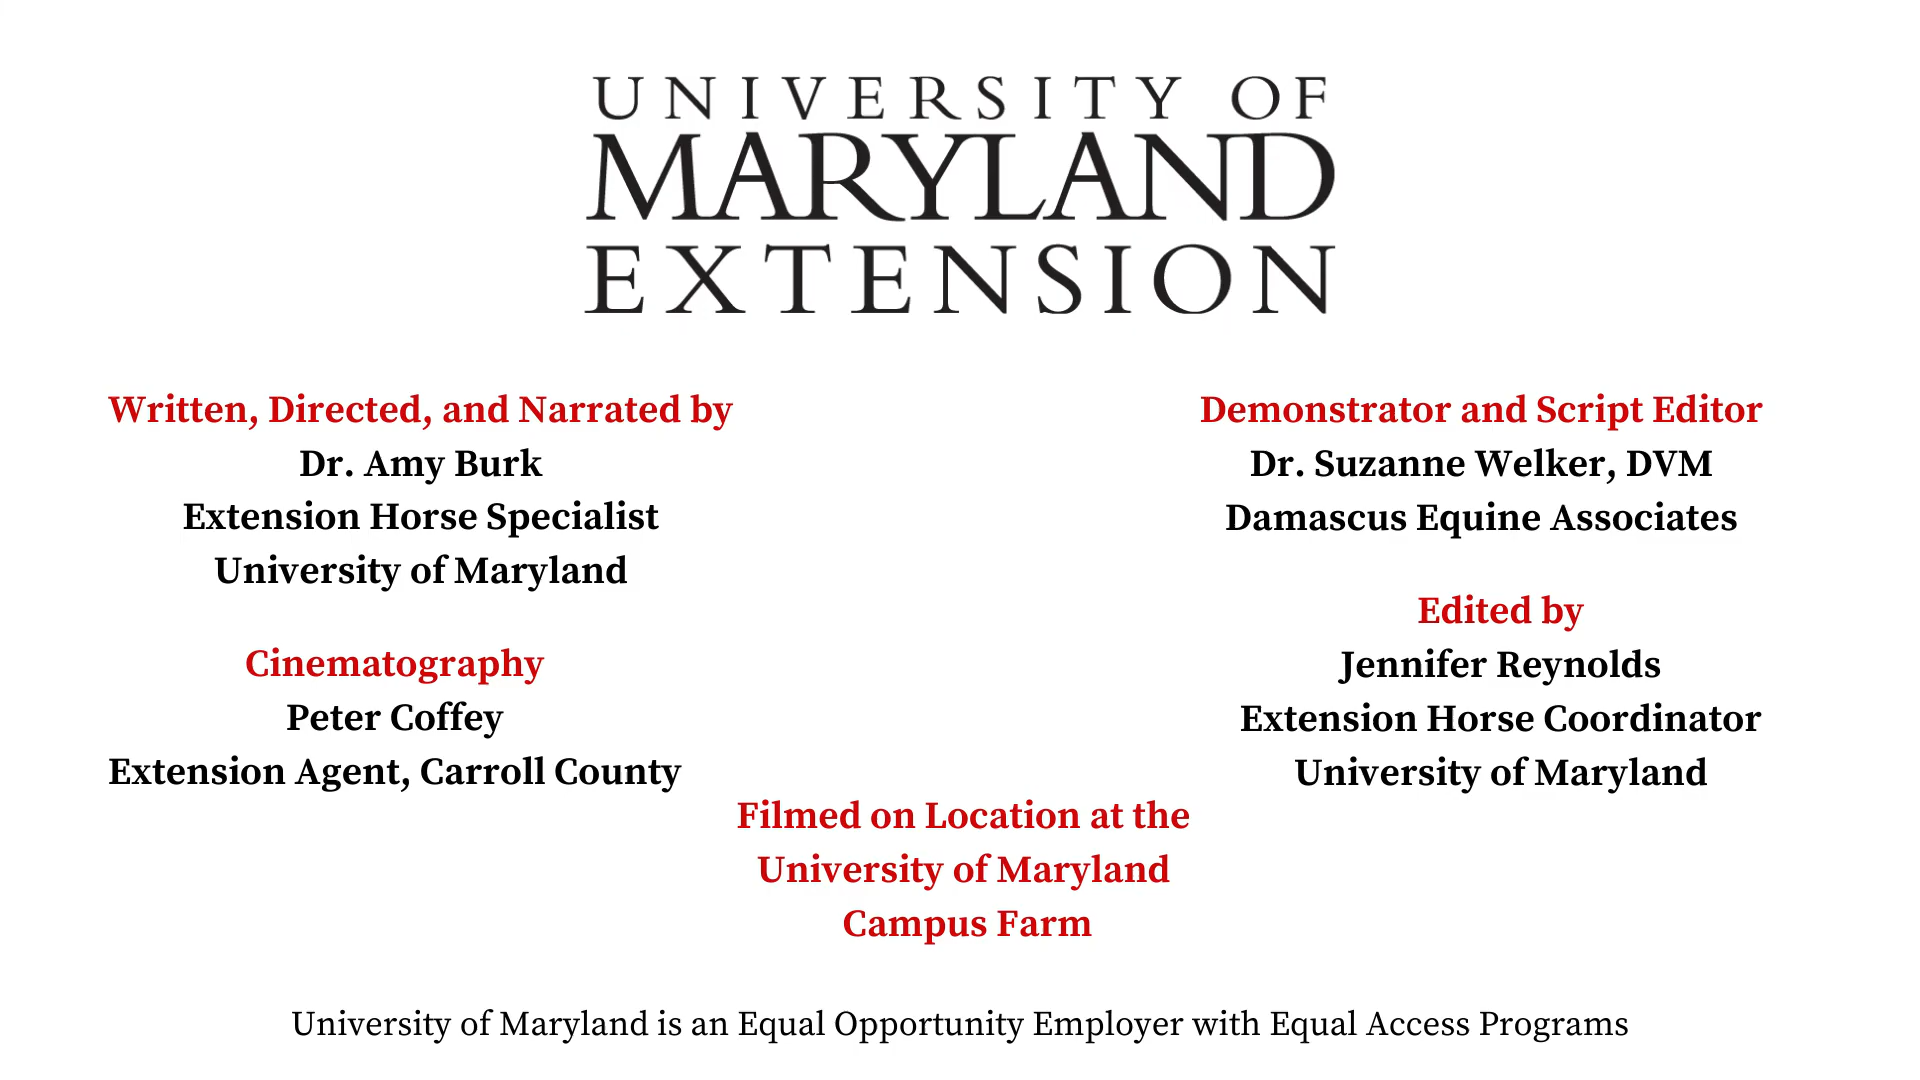 UNIVERSITY OF
MARYLAND
EXTENSION
Written, Directed, and Narrated by
Dr. Amy Burk
Extension Horse Specialist
University of Maryland
Cinematography
Peter Coffey
Extension Agent, Carroll County
Demonstrator and Script Editor
Dr. Suzanne Welker, DVM
Damascus Equine Associates
Edited by
Jennifer Reynolds
Extension Horse Coordinator
University of Maryland
Filmed on Location at the
University of Maryland
Campus Farm
University of Maryland is an Equal Opportunity Employer with Equal Access Programs